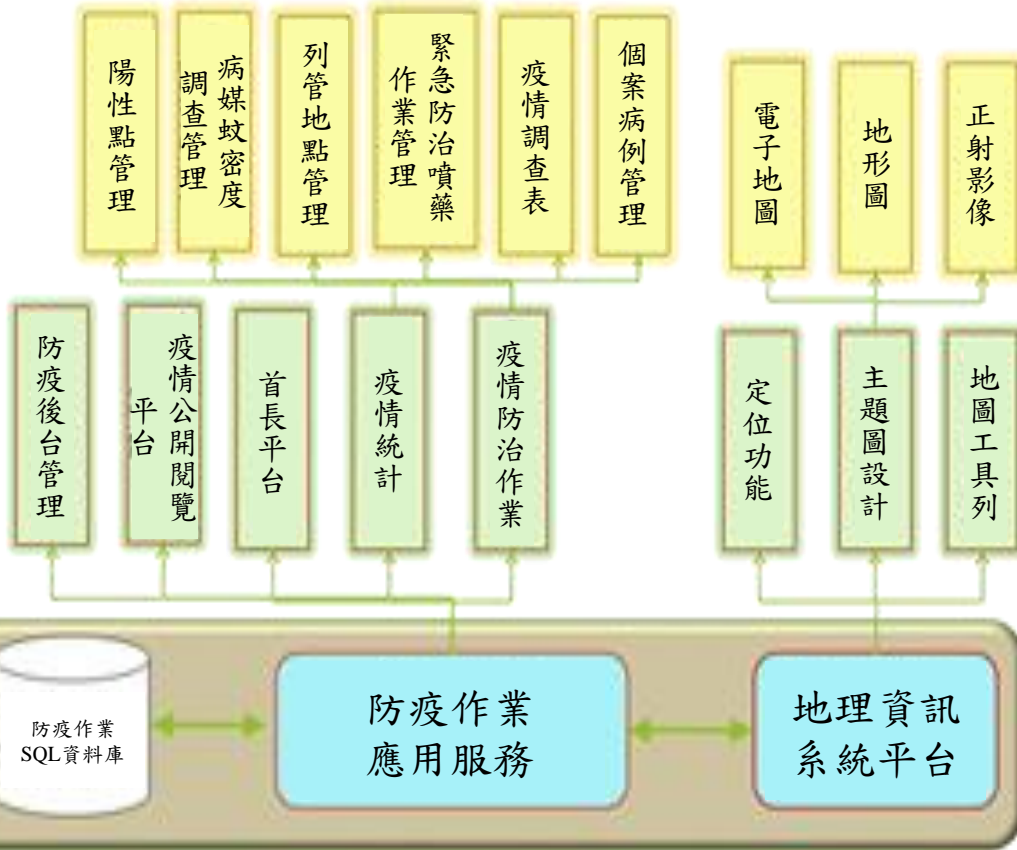 陽性點管理
病媒蚊密度
調查管理
列管地點管理
緊急防治噴藥
作業管理
疫情調查表
個案病例管理
電子地圖
地形圖
正射影像
防疫後台管理
疫情公開閱覽
平台
首長平台
疫情統計
疫情防治作業
定位功能
主題圖設計
地圖工具列
防疫作業
SQL資料庫
防疫作業
應用服務
地理資訊
系統平台